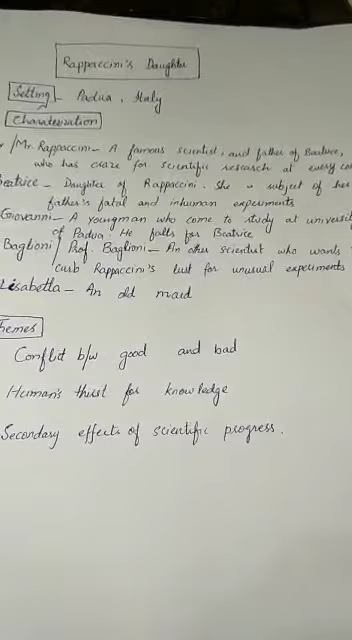 Rappaccini's Daughter
Setting - Padua, Italy
Charaterization
/Mr. Rappaccini - A famous scientist, and father of Beatrice,
who has craze for scientific research at every co
Beatrice - Daughter of Rappaccini. She is subject of her
father's fatal and inhuman experiments
Giovanni - A youngman who come to study at universit
of Padua. He falls for Beatrice
Baglioni / Prof. Baglioni - An other scientist who wants
curb Rappaccini's lust for unusual experiments
Lisabetta - An old maid
Themes
Conflict b/w good and bad
Human's thirst for knowledge
Secondary effects of scientific progress.